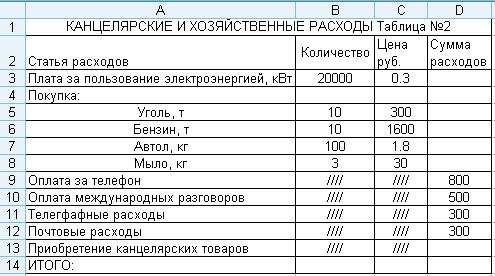 A B C D
1 КАНЦЕЛЯРСКИЕ И ХОЗЯЙСТВЕННЫЕ РАСХОДЫ Таблица №2
2 Статья расходов Количество Цена руб. Сумма расходов
3 Плата за пользование электроэнергией, кВт 20000 0.3
4 Покупка:
5 Уголь, т 10 300
6 Бензин, т 10 1600
7 Автол, кг 100 1.8
8 Мыло, кг 3 30
9 Оплата за телефон //// //// 800
10 Оплата международных разговоров //// //// 500
11 Телегфафные расходы //// //// 300
12 Почтовые расходы //// //// 300
13 Приобретение канцелярских товаров //// ////
14 ИТОГО: